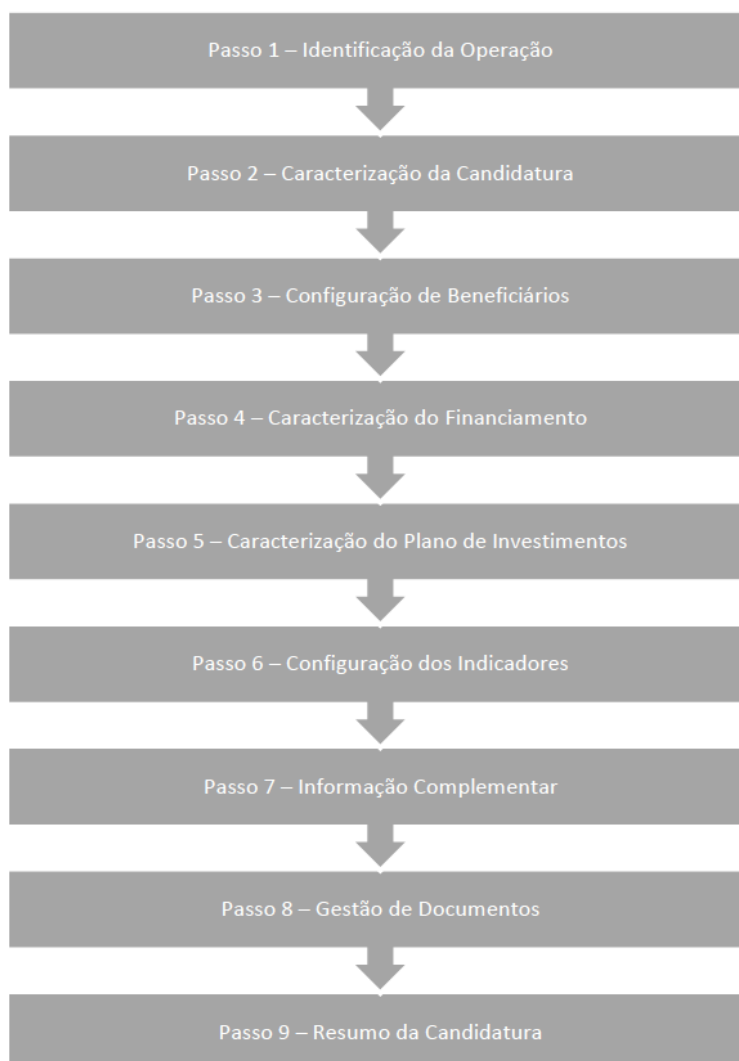 Passo 1 – Identificação da Operação
Passo 2 – Caracterização da Candidatura
Passo 3 – Configuração de Beneficiários
Passo 4 – Caracterização do Financiamento
Passo 5 – Caracterização do Plano de Investimentos
Passo 6 – Configuração dos Indicadores
Passo 7 – Informação Complementar
Passo 8 – Gestão de Documentos
Passo 9 – Resumo da Candidatura